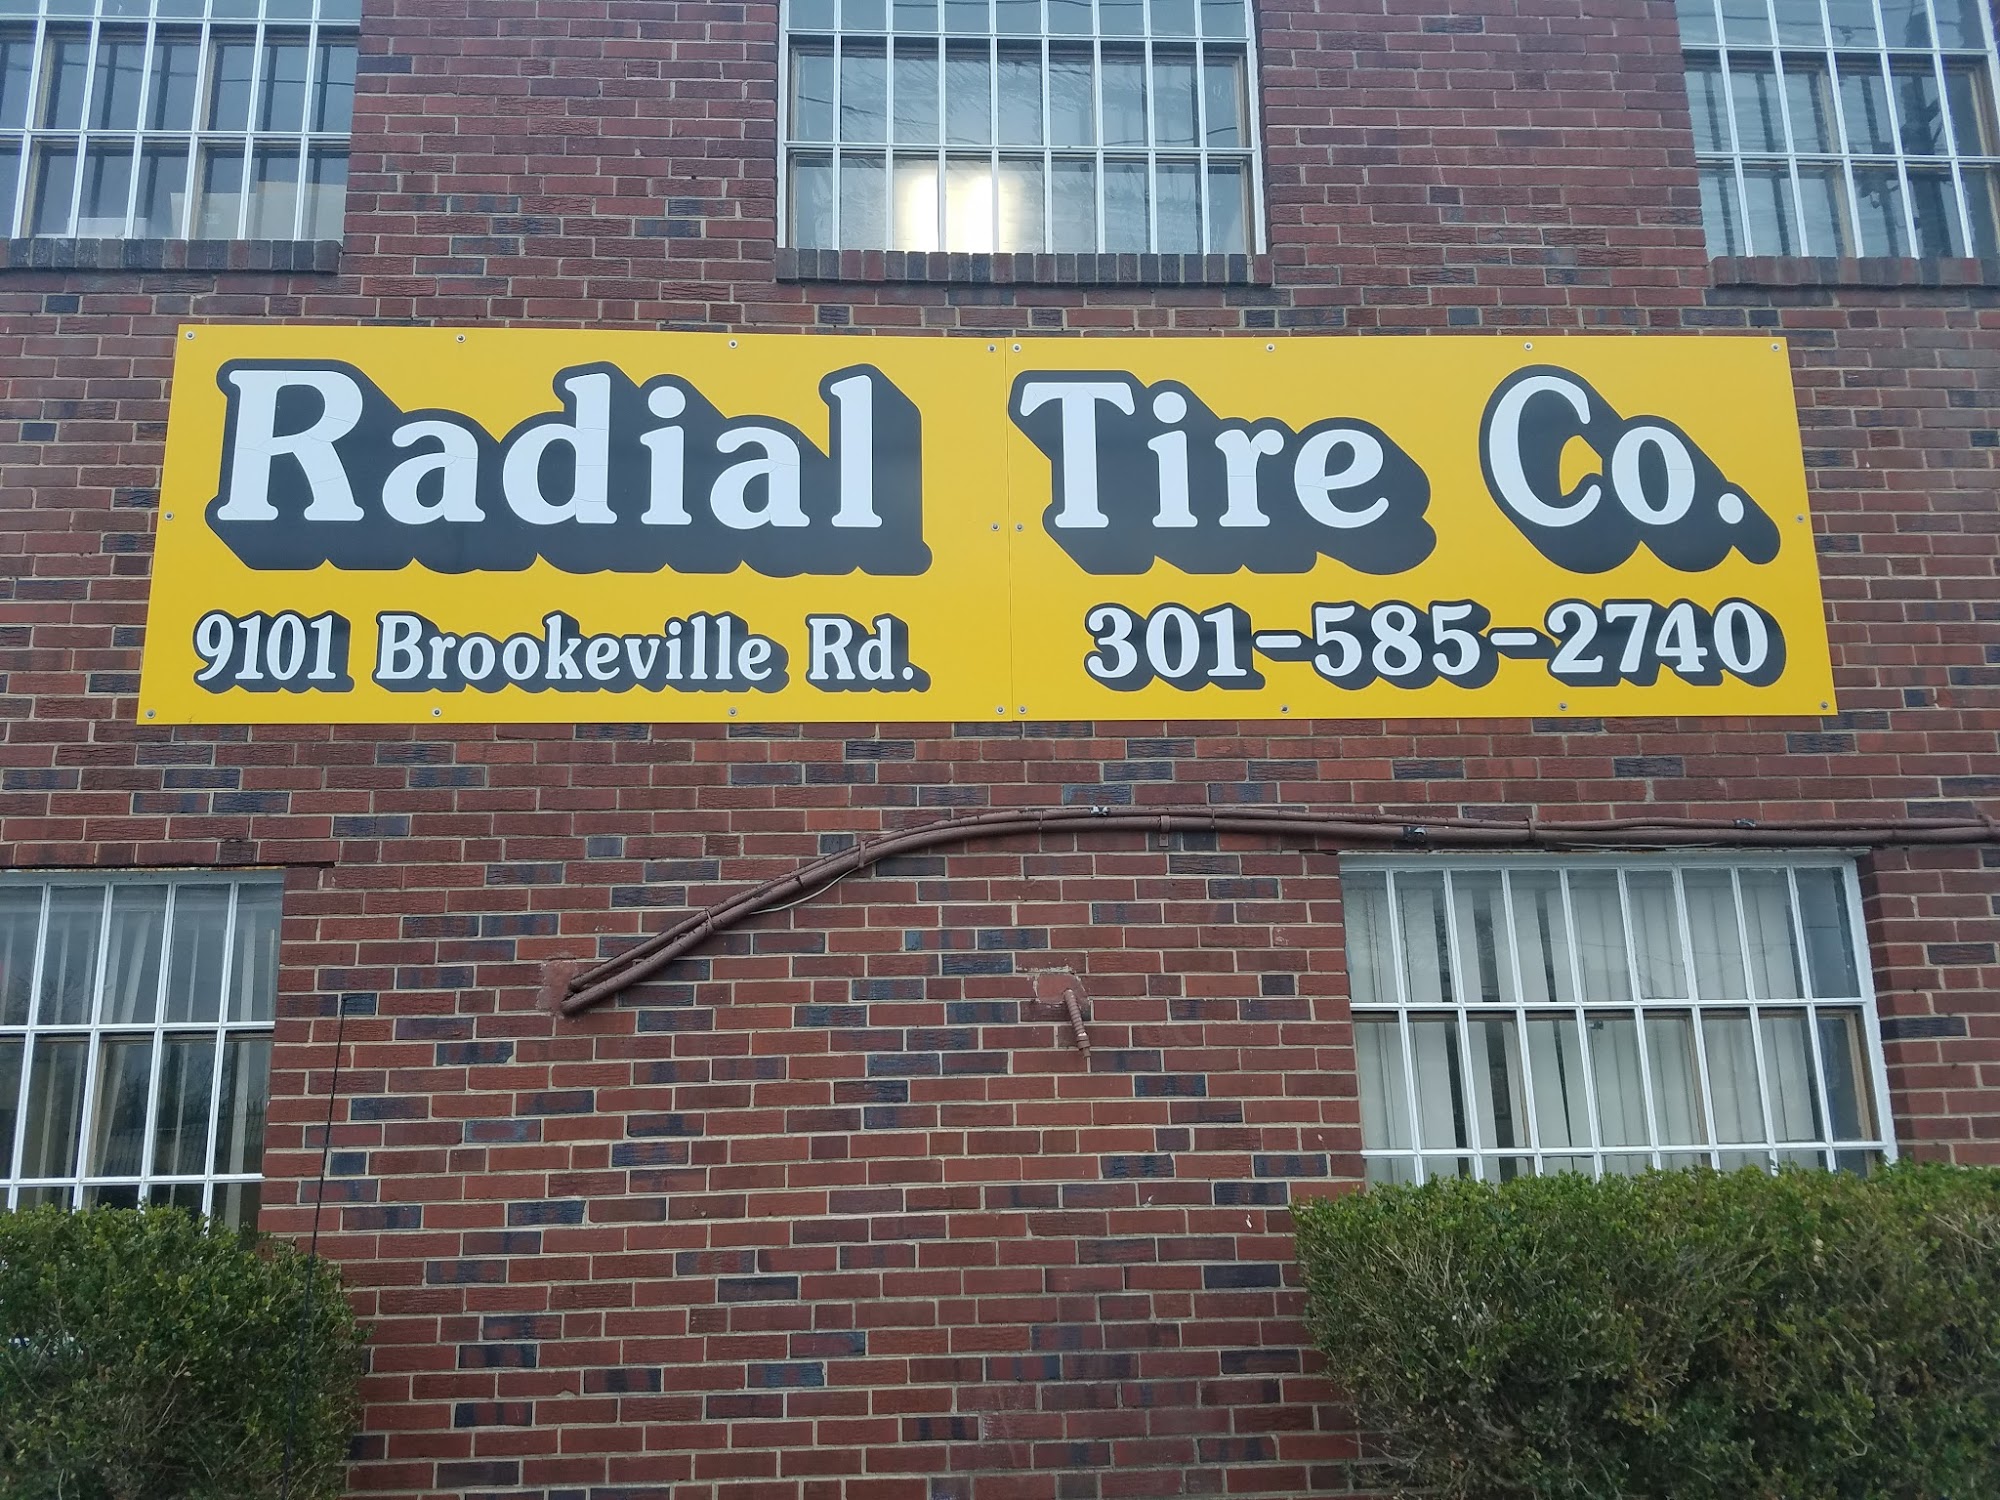 Radial Tire Co.
9101 Brookeville Rd. 301-585-2740